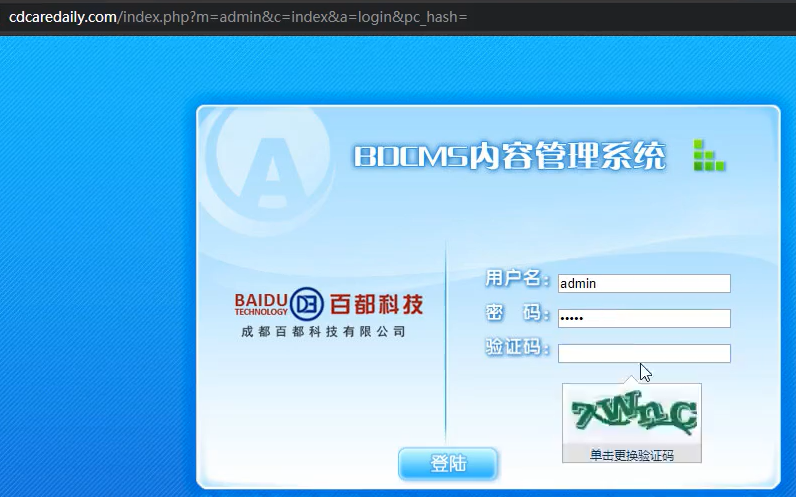 cdcaredaily.com/index.php?m=admin&c=index&a=login&pc_hash=
A
BDCMS内容管理系统
用户名： admin
BAIDU TECHNOLOGY 百都科技
成都百都科技有限公司
密 码： •••••
验证码：
单击更换验证码
登陆